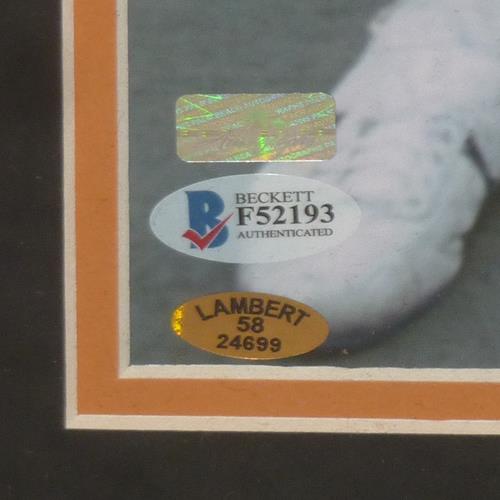 BECKETT
F52193
AUTHENTICATED
LAMBERT
58
24699